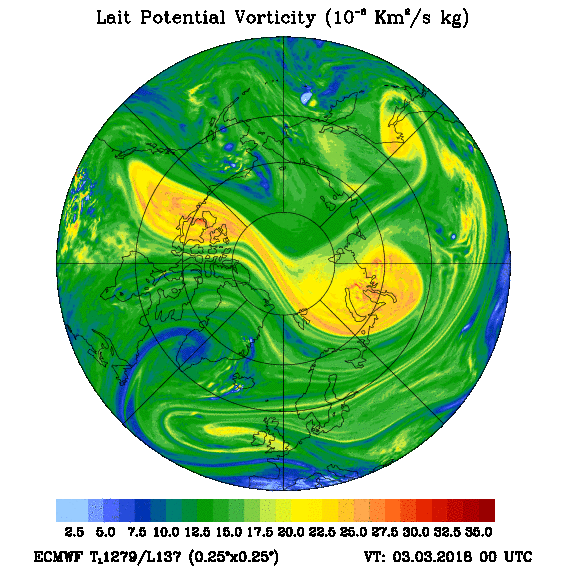 Lait Potential Vorticity (10⁻⁸ Km²/s kg)
2.5 5.0 7.5 10.0 12.5 15.0 17.5 20.0 22.5 25.0 27.5 30.0 32.5 35.0
ECMWF T_L1279/L137 (0.25°x0.25°) VT: 03.03.2018 00 UTC